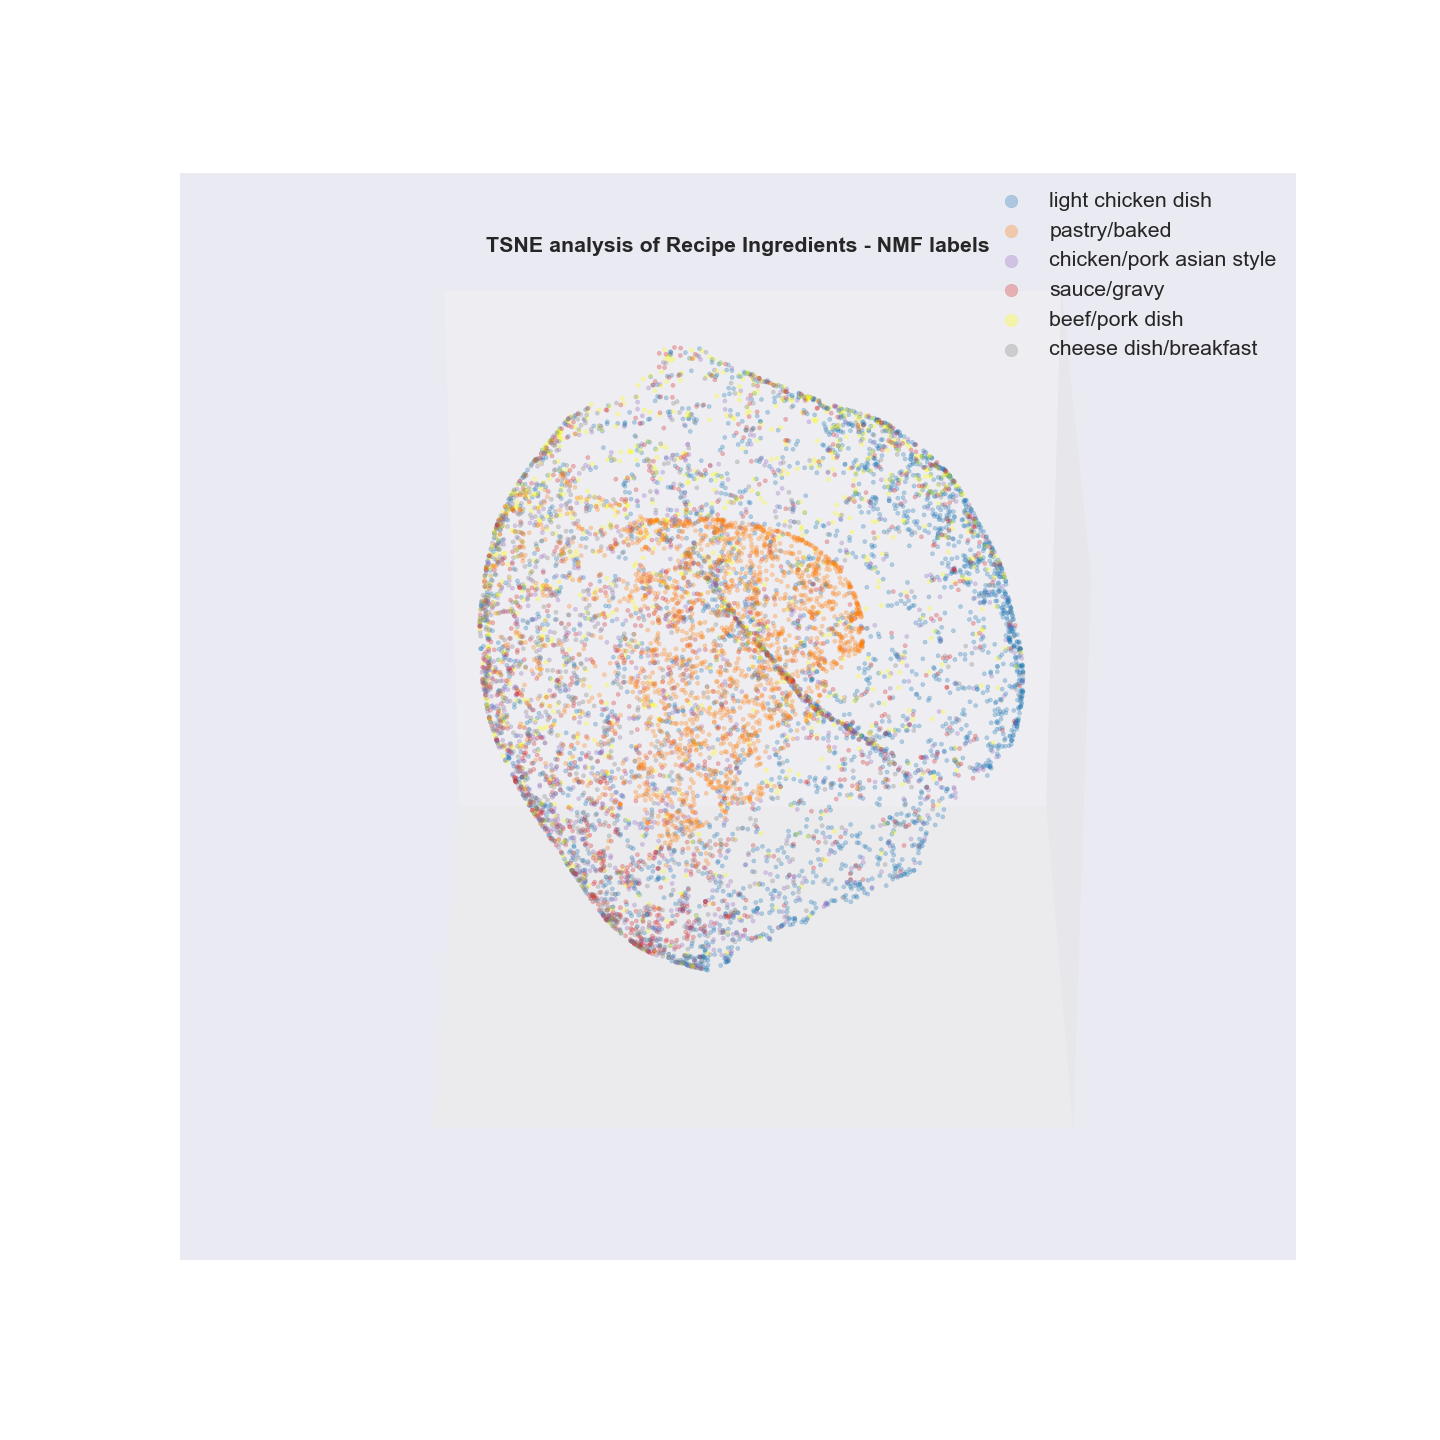 TSNE analysis of Recipe Ingredients - NMF labels
light chicken dish
pastry/baked
chicken/pork asian style
sauce/gravy
beef/pork dish
cheese dish/breakfast